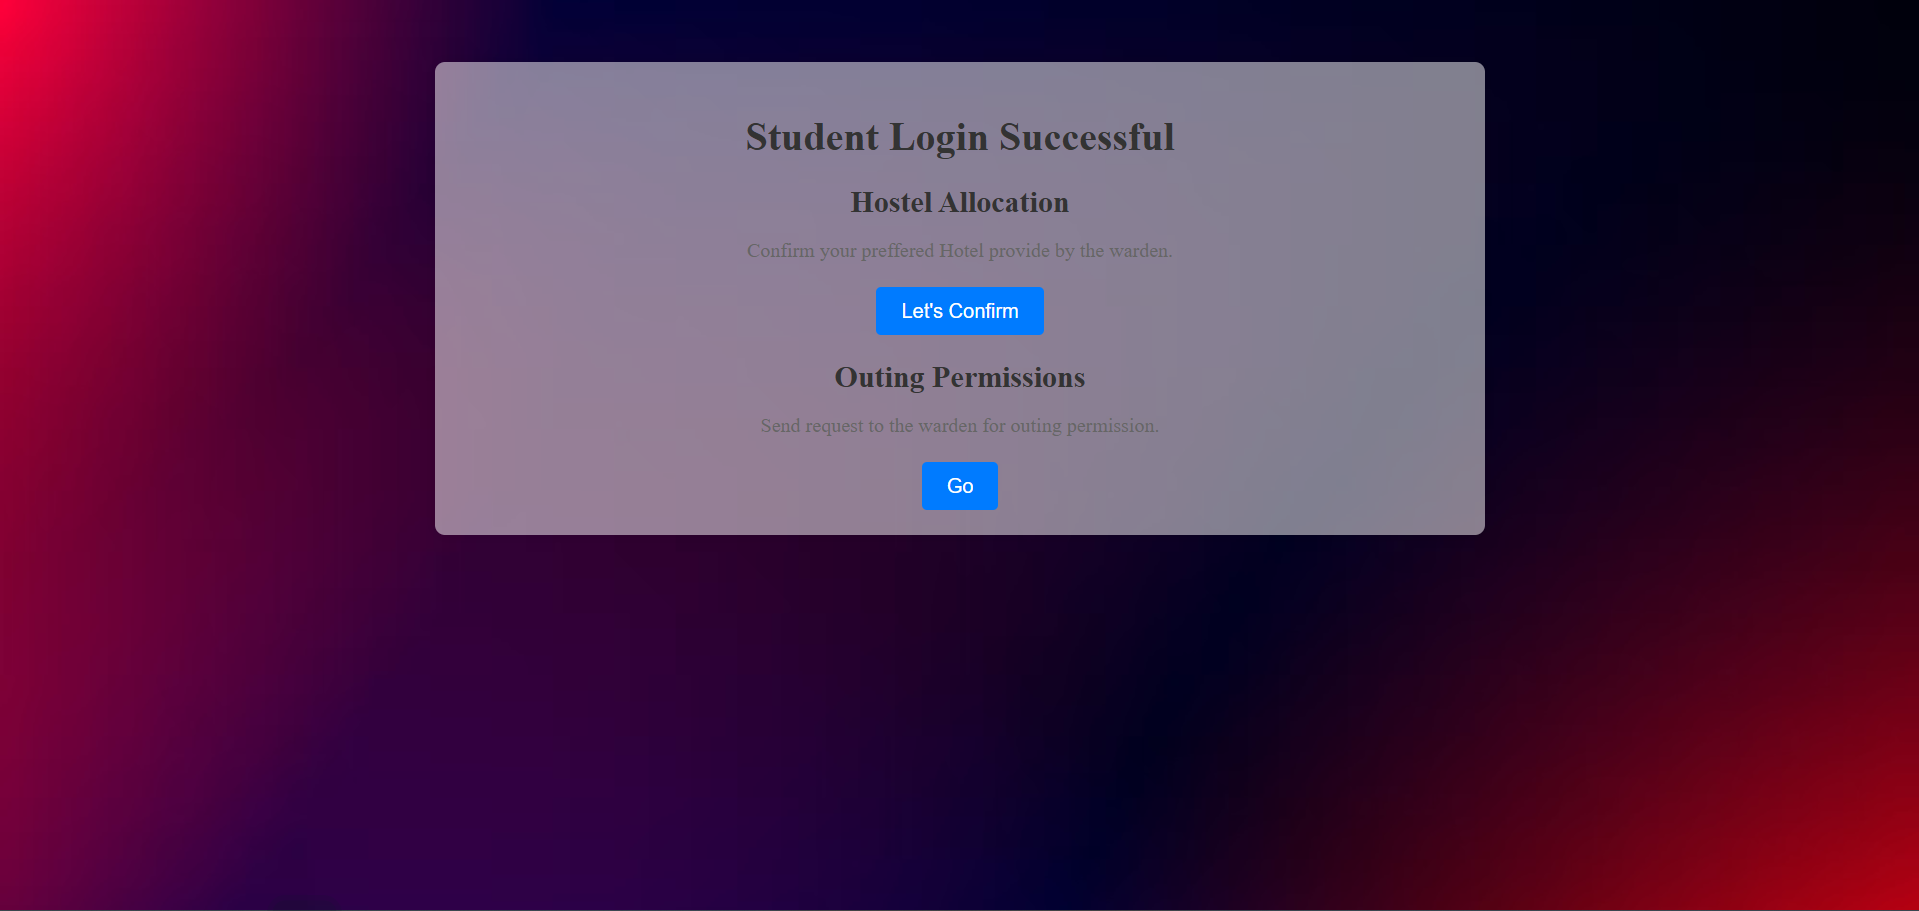 Student Login Successful
Hostel Allocation
Confirm your preffered Hotel provide by the warden.
Let's Confirm
Outing Permissions
Send request to the warden for outing permission.
Go